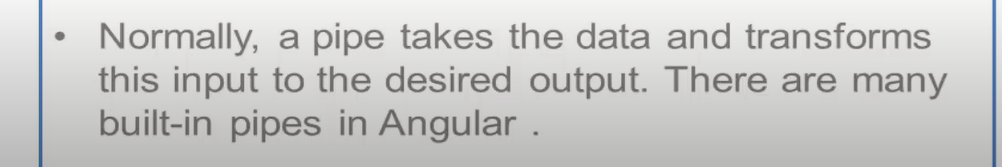 • Normally, a pipe takes the data and transforms
this input to the desired output. There are many
built-in pipes in Angular .